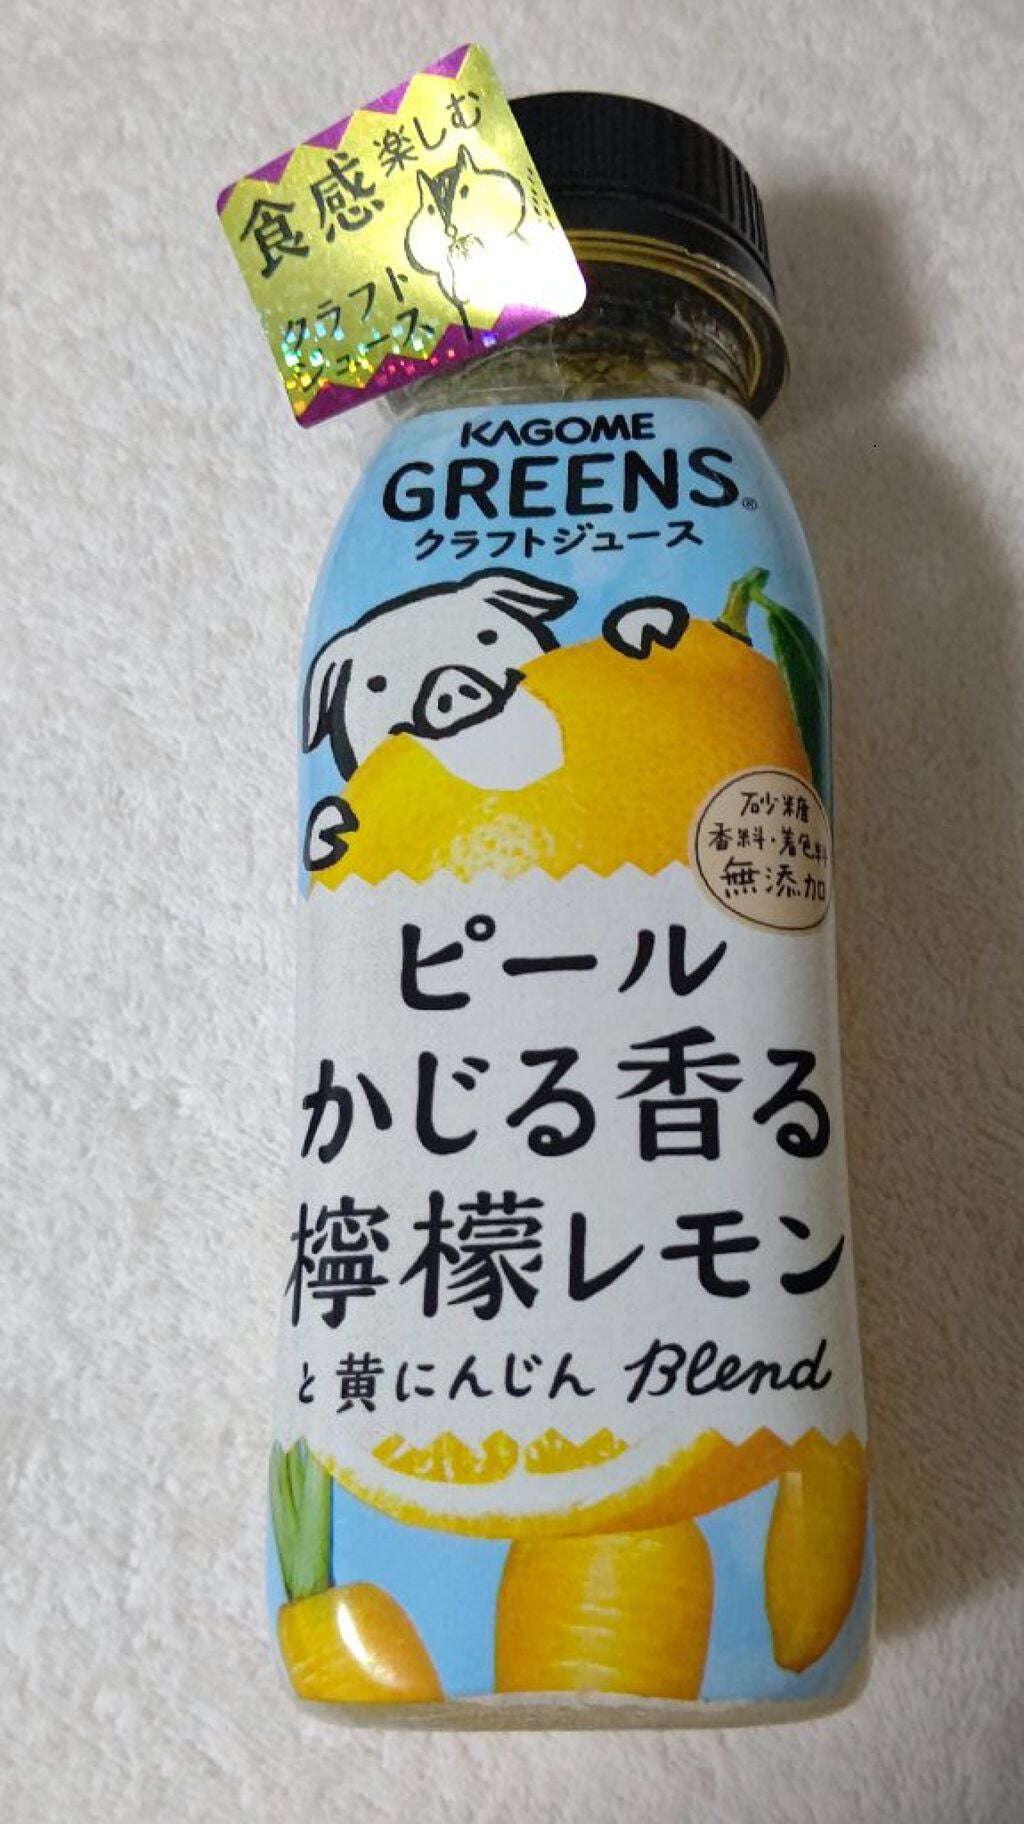 食感楽しむ
クラフト
ジュース
KAGOME
GREENS®
クラフトジュース
砂糖
香料・着色料
無添加
ピール
かじる香る
檸檬レモン
と黄にんじん Blend